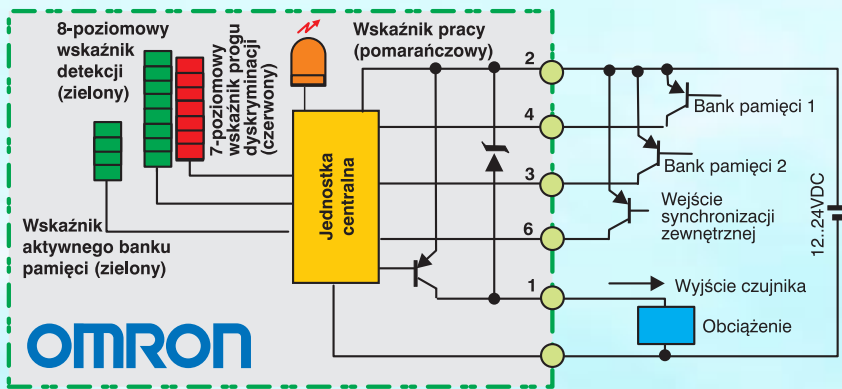 8-poziomowy
wskaźnik
detekcji
(zielony)
7-poziomowy
wskaźnik progu
dyskryminacji
(czerwony)
Wskaźnik pracy
(pomarańczowy)
Wskaźnik
aktywnego banku
pamięci (zielony)
Jednostka
centralna
2
4
3
6
1
Bank pamięci 1
Bank pamięci 2
Wejście
synchronizacji
zewnętrznej
Wyjście czujnika
Obciążenie
12..24VDC
OMRON